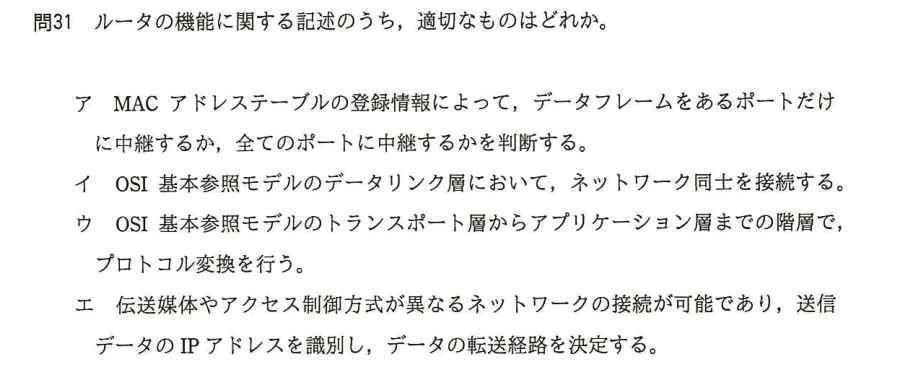 問31 ルータの機能に関する記述のうち，適切なものはどれか。
ア MAC アドレステーブルの登録情報によって，データフレームをあるポートだけ
に中継するか，全てのポートに中継するかを判断する。
イ OSI 基本参照モデルのデータリンク層において，ネットワーク同士を接続する。
ウ OSI 基本参照モデルのトランスポート層からアプリケーション層までの階層で，
プロトコル変換を行う。
エ 伝送媒体やアクセス制御方式が異なるネットワークの接続が可能であり，送信
データの IP アドレスを識別し，データの転送経路を決定する。